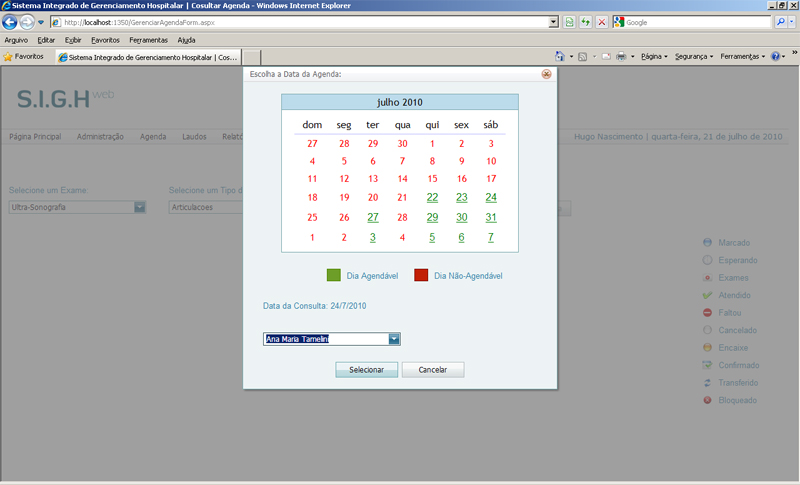 Sistema Integrado de Gerenciamento Hospitalar | Cosultar Agenda - Windows Internet Explorer
http://localhost:1350/GerenciarAgendaForm.aspx
Google
Arquivo Editar Exibir Favoritos Ferramentas Ajuda
Favoritos
Sistema Integrado de Gerenciamento Hospitalar | Cos...
Página Segurança Ferramentas
Escolha a Data da Agenda:
S.I.G.H web
Página Principal Administração Agenda Laudos Relató
Hugo Nascimento | quarta-feira, 21 de julho de 2010
julho 2010
dom seg ter qua qui sex sáb
27 28 29 30 1 2 3
4 5 6 7 8 9 10
11 12 13 14 15 16 17
18 19 20 21 22 23 24
25 26 27 28 29 30 31
1 2 3 4 5 6 7
Selecione um Exame:
Selecione um Tipo d
Ultra-Sonografia
Articulacoes
Dia Agendável
Dia Não-Agendável
Data da Consulta: 24/7/2010
Ana Maria Tamelini
Selecionar
Cancelar
Marcado
Esperando
Exames
Atendido
Faltou
Cancelado
Encaixe
Confirmado
Transferido
Bloqueado